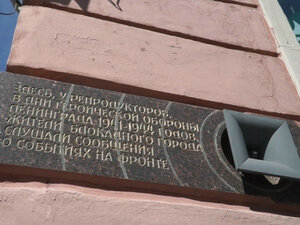 ЗДЕСЬ, У РЕПРОДУКТОРОВ,
В ДНИ ГЕРОИЧЕСКОЙ ОБОРОНЫ
ЛЕНИНГРАДА 1941-1944 ГОДОВ
ЖИТЕЛИ БЛОКАДНОГО ГОРОДА
СЛУШАЛИ СООБЩЕНИЯ
О СОБЫТИЯХ НА ФРОНТЕ